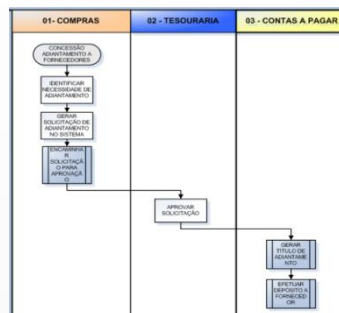 01- COMPRAS
02 - TESOURARIA
03 - CONTAS A PAGAR
CONCESSÃO
ADIANTAMENTO A
FORNECEDORES
IDENTIFICAR
NECESSIDADE DE
ADIANTAMENTO
GERAR
SOLICITAÇÃO DE
ADIANTAMENTO
NO SISTEMA
ENCAMINHA
R
SOLICITAÇÃ
O PARA
APROVAÇÃ
O
APROVAR
SOLICITAÇÃO
GERAR
TÍTULO DE
ADIANTAME
NTO
EFETUAR
DEPÓSITO A
FORNECED
OR